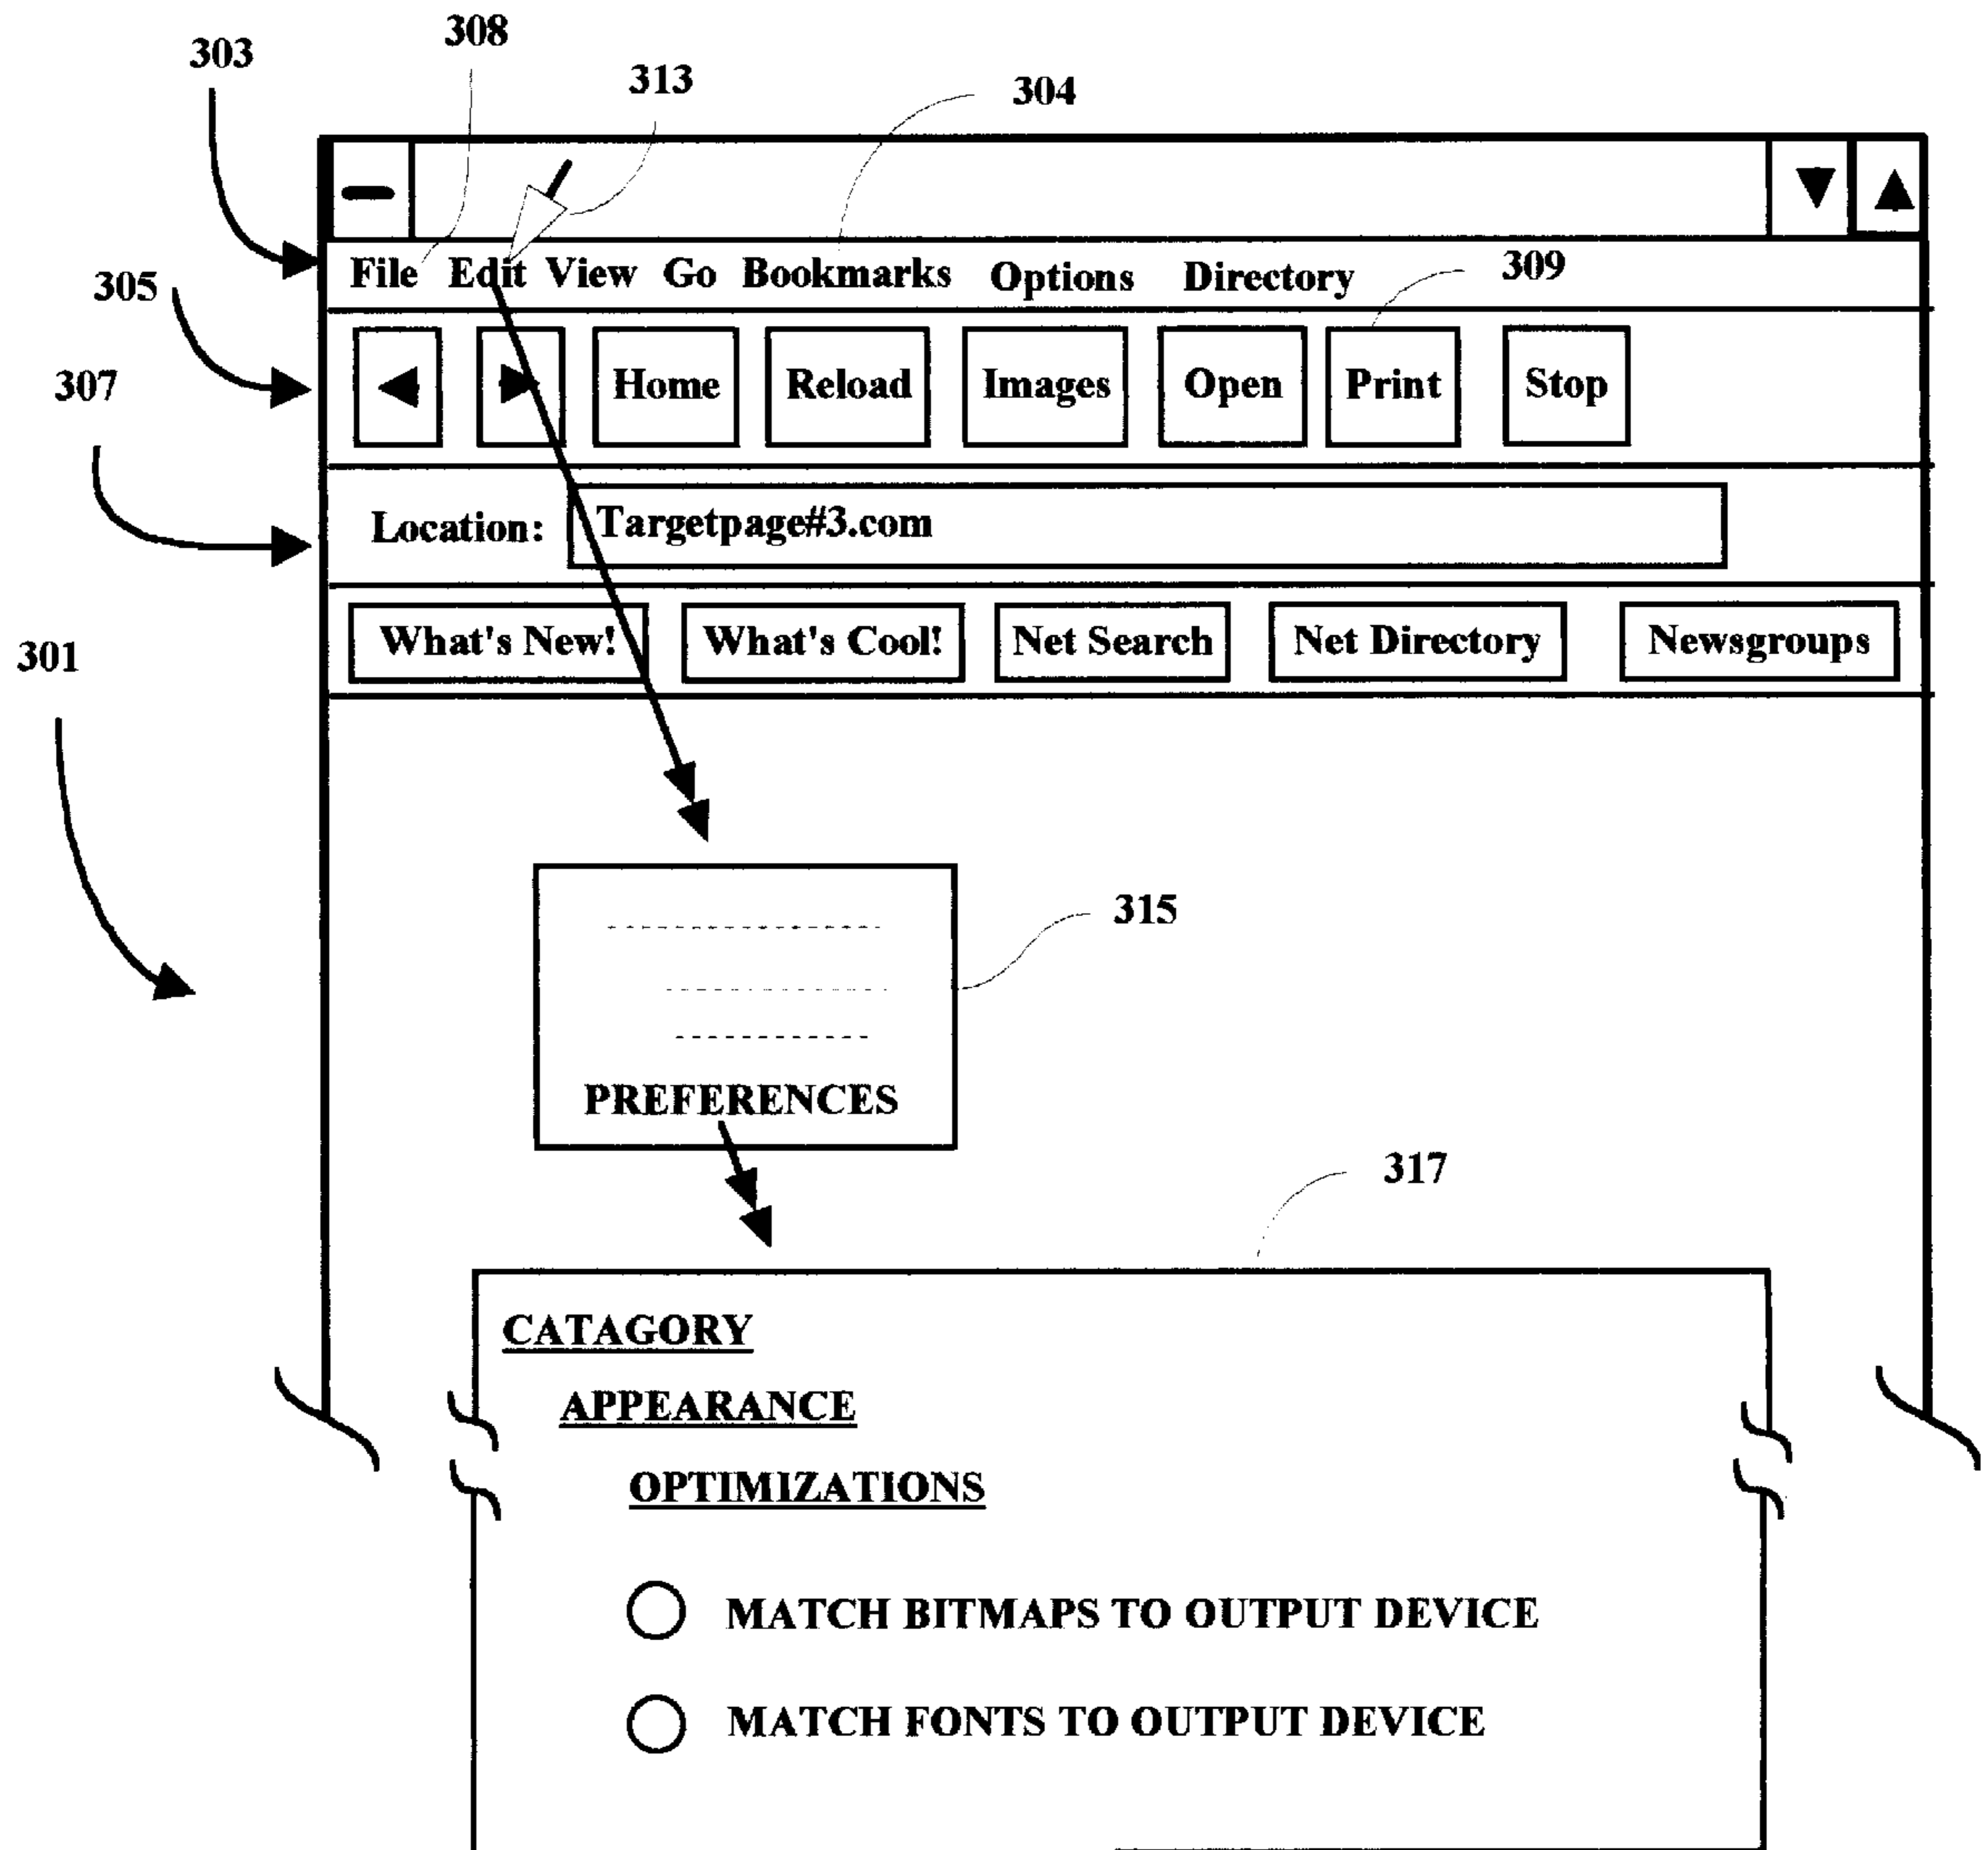 308
303
313
304
File Edit View Go Bookmarks Options Directory
309
305
Home Reload Images Open Print Stop
307
Location: Targetpage#3.com
What's New! What's Cool! Net Search Net Directory Newsgroups
301
315
PREFERENCES
317
CATAGORY
APPEARANCE
OPTIMIZATIONS
MATCH BITMAPS TO OUTPUT DEVICE
MATCH FONTS TO OUTPUT DEVICE